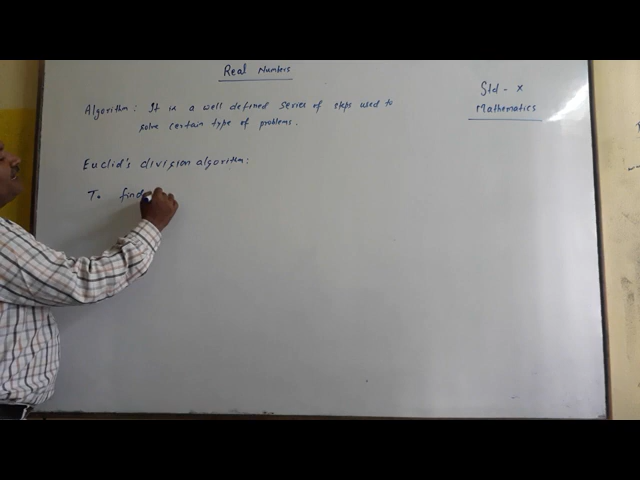 Real Numbers
Std - X
Mathematics
Algorithm: It is a well defined series of steps used to
solve certain type of problems.
Euclid's division algorithm:
To find